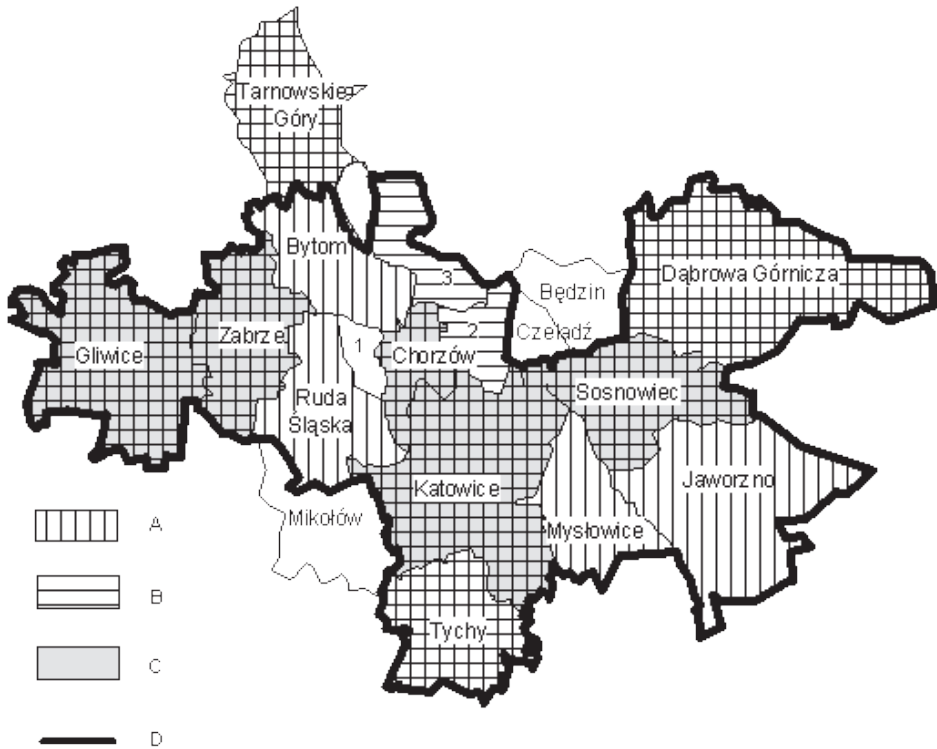 Tarnowskie
Góry
Bytom
3
Będzin
Dąbrowa Górnicza
Czeladź
2
1
Zabrze
Chorzów
Gliwice
Sosnowiec
Ruda
Śląska
Katowice
Jaworzno
Mikołów
Mysłowice
Tychy
A
B
C
D